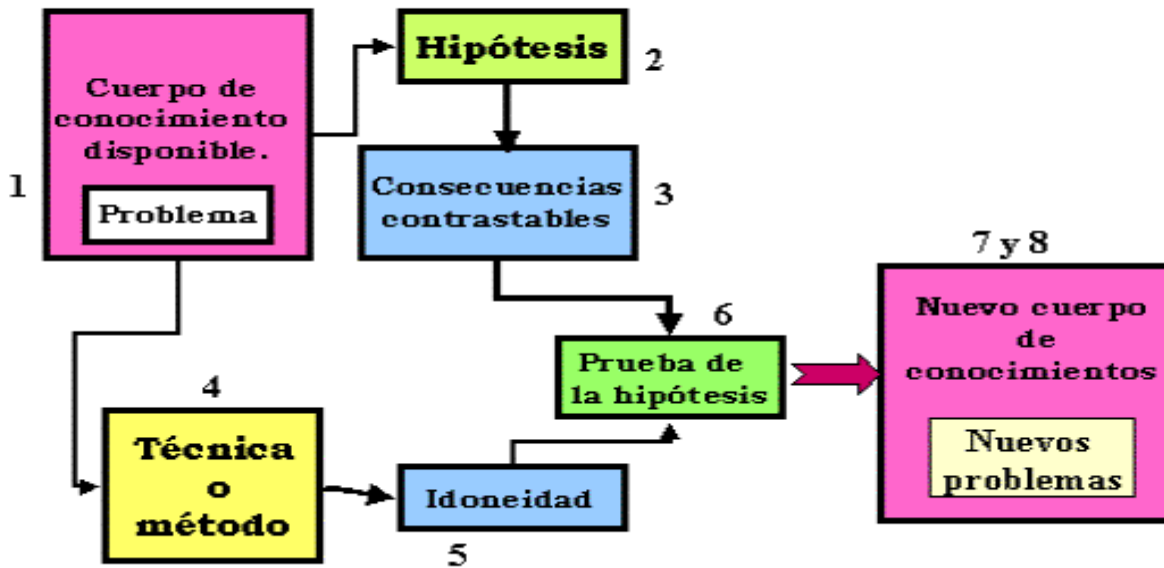 Cuerpo de
conocimiento
disponible.
Problema
1
Hipótesis
2
Consecuencias
contrastables
3
4
Técnica
o
método
Idoneidad
5
6
Prueba de
la hipótesis
7 y 8
Nuevo cuerpo
de
conocimientos
Nuevos
problemas